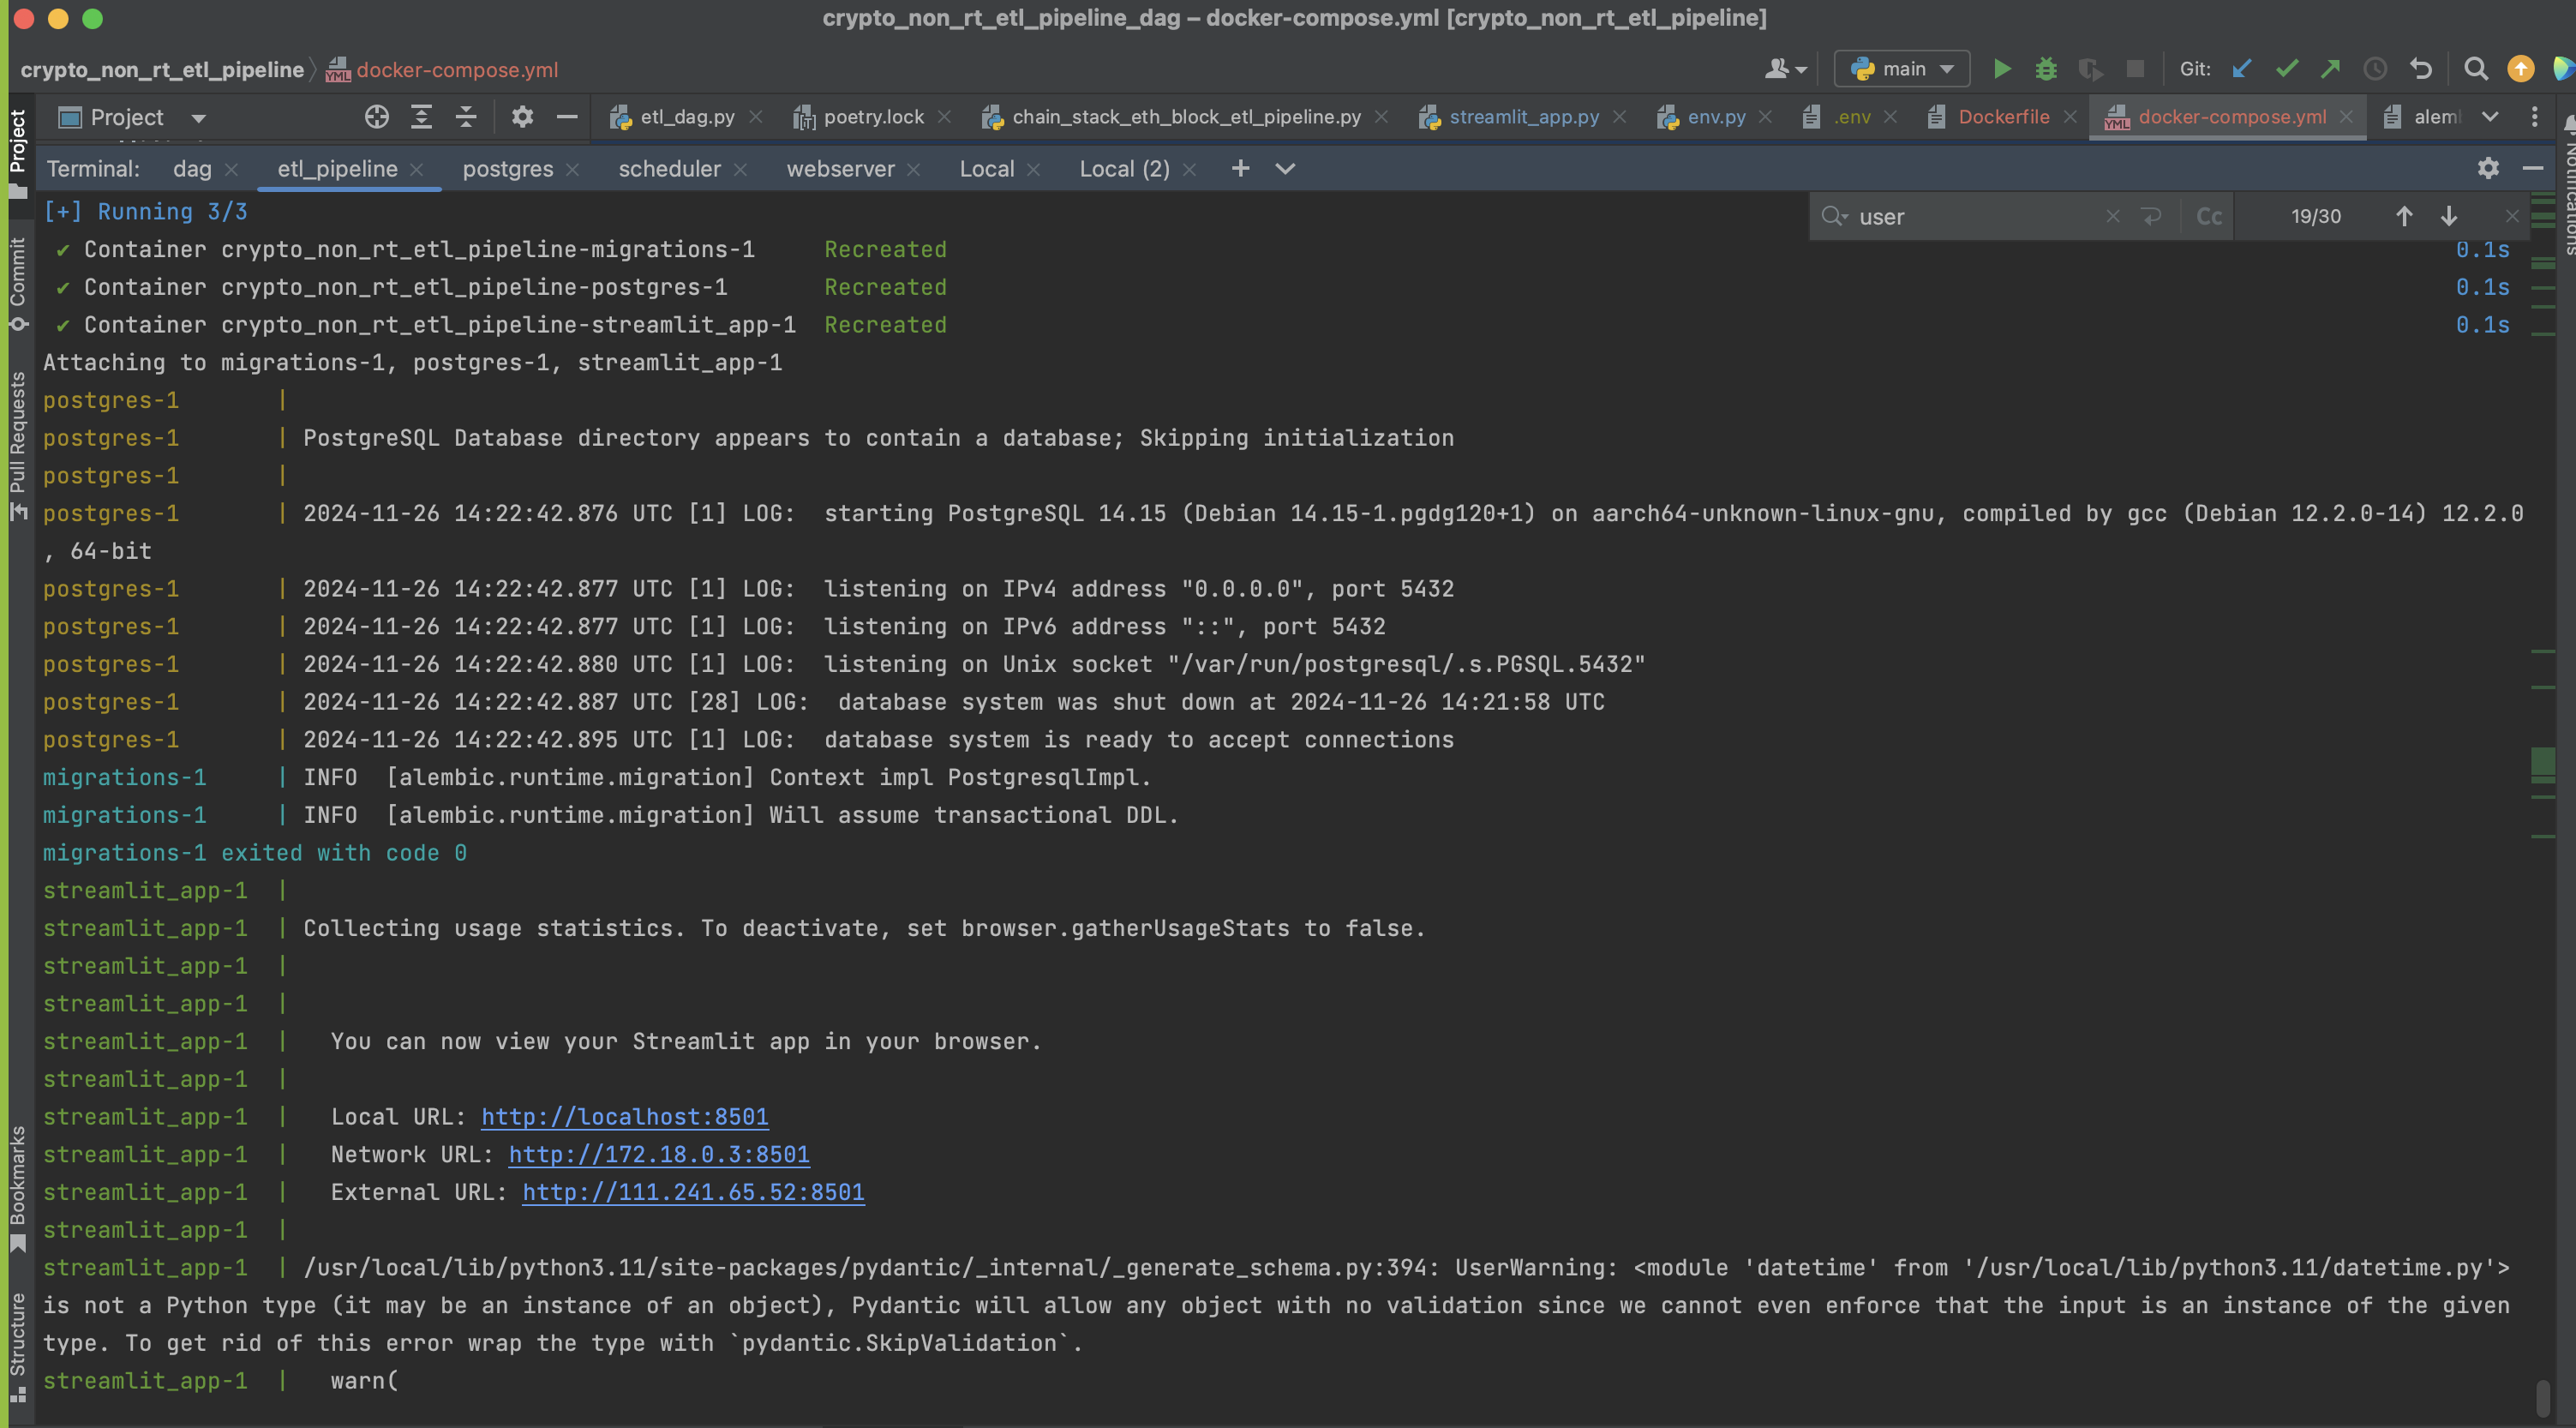 crypto_non_rt_etl_pipeline_dag – docker-compose.yml [crypto_non_rt_etl_pipeline]
crypto_non_rt_etl_pipeline docker-compose.yml main Git:
Project etl_dag.py poetry.lock chain_stack_eth_block_etl_pipeline.py streamlit_app.py env.py .env Dockerfile docker-compose.yml alem
Terminal: dag etl_pipeline postgres scheduler webserver Local Local (2)
user Cc 19/30
[+] Running 3/3
✔ Container crypto_non_rt_etl_pipeline-migrations-1 Recreated 0.1s
✔ Container crypto_non_rt_etl_pipeline-postgres-1 Recreated 0.1s
✔ Container crypto_non_rt_etl_pipeline-streamlit_app-1 Recreated 0.1s
Attaching to migrations-1, postgres-1, streamlit_app-1
postgres-1 |
postgres-1 | PostgreSQL Database directory appears to contain a database; Skipping initialization
postgres-1 |
postgres-1 | 2024-11-26 14:22:42.876 UTC [1] LOG: starting PostgreSQL 14.15 (Debian 14.15-1.pgdg120+1) on aarch64-unknown-linux-gnu, compiled by gcc (Debian 12.2.0-14) 12.2.0
, 64-bit
postgres-1 | 2024-11-26 14:22:42.877 UTC [1] LOG: listening on IPv4 address "0.0.0.0", port 5432
postgres-1 | 2024-11-26 14:22:42.877 UTC [1] LOG: listening on IPv6 address "::", port 5432
postgres-1 | 2024-11-26 14:22:42.880 UTC [1] LOG: listening on Unix socket "/var/run/postgresql/.s.PGSQL.5432"
postgres-1 | 2024-11-26 14:22:42.887 UTC [28] LOG: database system was shut down at 2024-11-26 14:21:58 UTC
postgres-1 | 2024-11-26 14:22:42.895 UTC [1] LOG: database system is ready to accept connections
migrations-1 | INFO [alembic.runtime.migration] Context impl PostgresqlImpl.
migrations-1 | INFO [alembic.runtime.migration] Will assume transactional DDL.
migrations-1 exited with code 0
streamlit_app-1 |
streamlit_app-1 | Collecting usage statistics. To deactivate, set browser.gatherUsageStats to false.
streamlit_app-1 |
streamlit_app-1 |
streamlit_app-1 | You can now view your Streamlit app in your browser.
streamlit_app-1 |
streamlit_app-1 | Local URL: http://localhost:8501
streamlit_app-1 | Network URL: http://172.18.0.3:8501
streamlit_app-1 | External URL: http://111.241.65.52:8501
streamlit_app-1 |
streamlit_app-1 | /usr/local/lib/python3.11/site-packages/pydantic/_internal/_generate_schema.py:394: UserWarning: <module 'datetime' from '/usr/local/lib/python3.11/datetime.py'>
is not a Python type (it may be an instance of an object), Pydantic will allow any object with no validation since we cannot even enforce that the input is an instance of the given
type. To get rid of this error wrap the type with `pydantic.SkipValidation`.
streamlit_app-1 | warn(
Project
Commit
Pull Requests
Bookmarks
Structure
Notifications